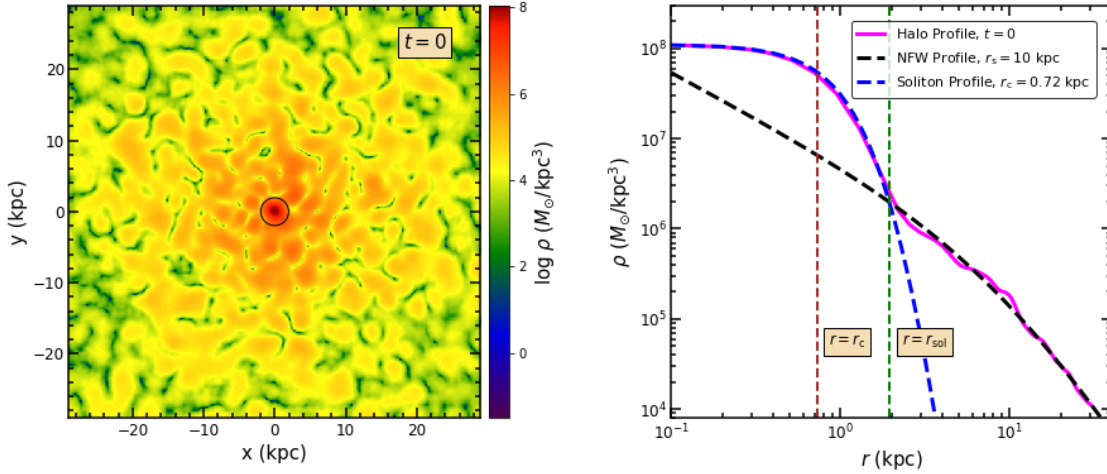 t = 0
30
20
10
0
−10
−20
−20
−10
0
10
20
x (kpc)
y (kpc)
8
6
4
2
0
log ρ (M⊙/kpc³)
Halo Profile, t = 0
NFW Profile, rₛ = 10 kpc
Soliton Profile, r_c = 0.72 kpc
10⁸
10⁷
10⁶
10⁵
10⁴
ρ (M⊙/kpc³)
r = r_c
r = r_sol
10⁻¹
10⁰
10¹
r (kpc)